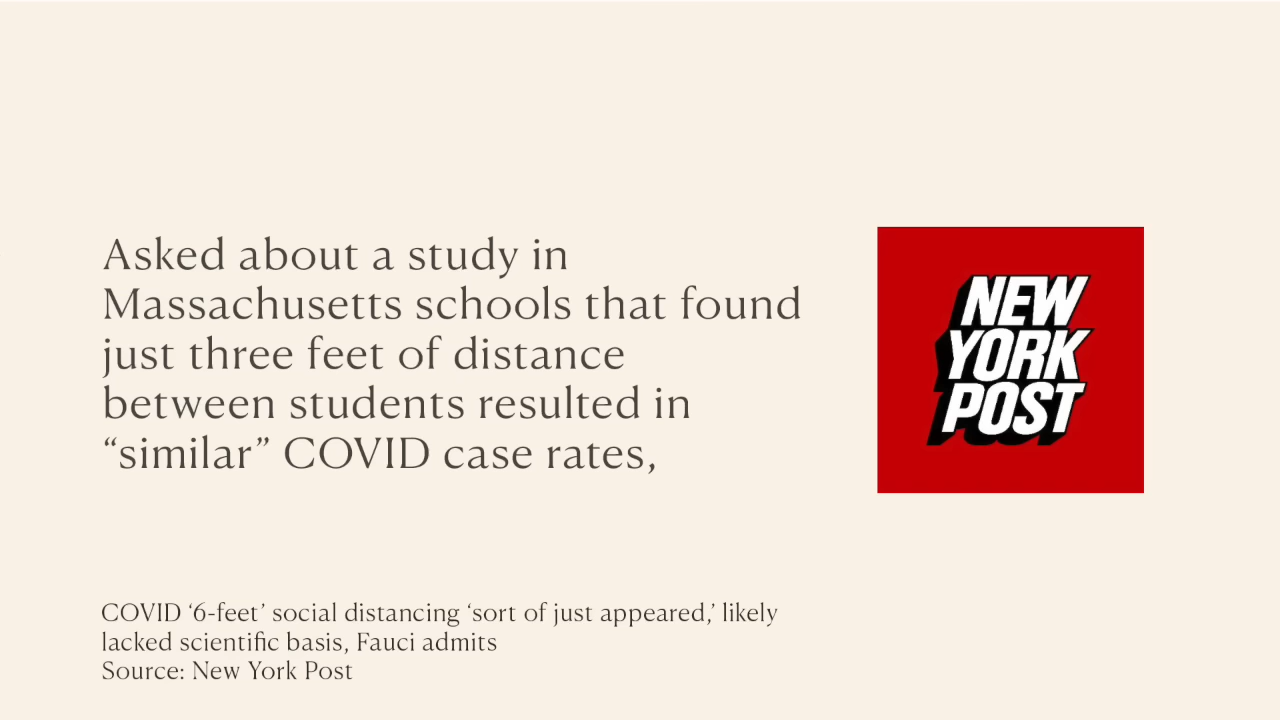 Asked about a study in
Massachusetts schools that found
just three feet of distance
between students resulted in
“similar” COVID case rates,
NEW
YORK
POST
COVID ‘6-feet’ social distancing ‘sort of just appeared,’ likely
lacked scientific basis, Fauci admits
Source: New York Post